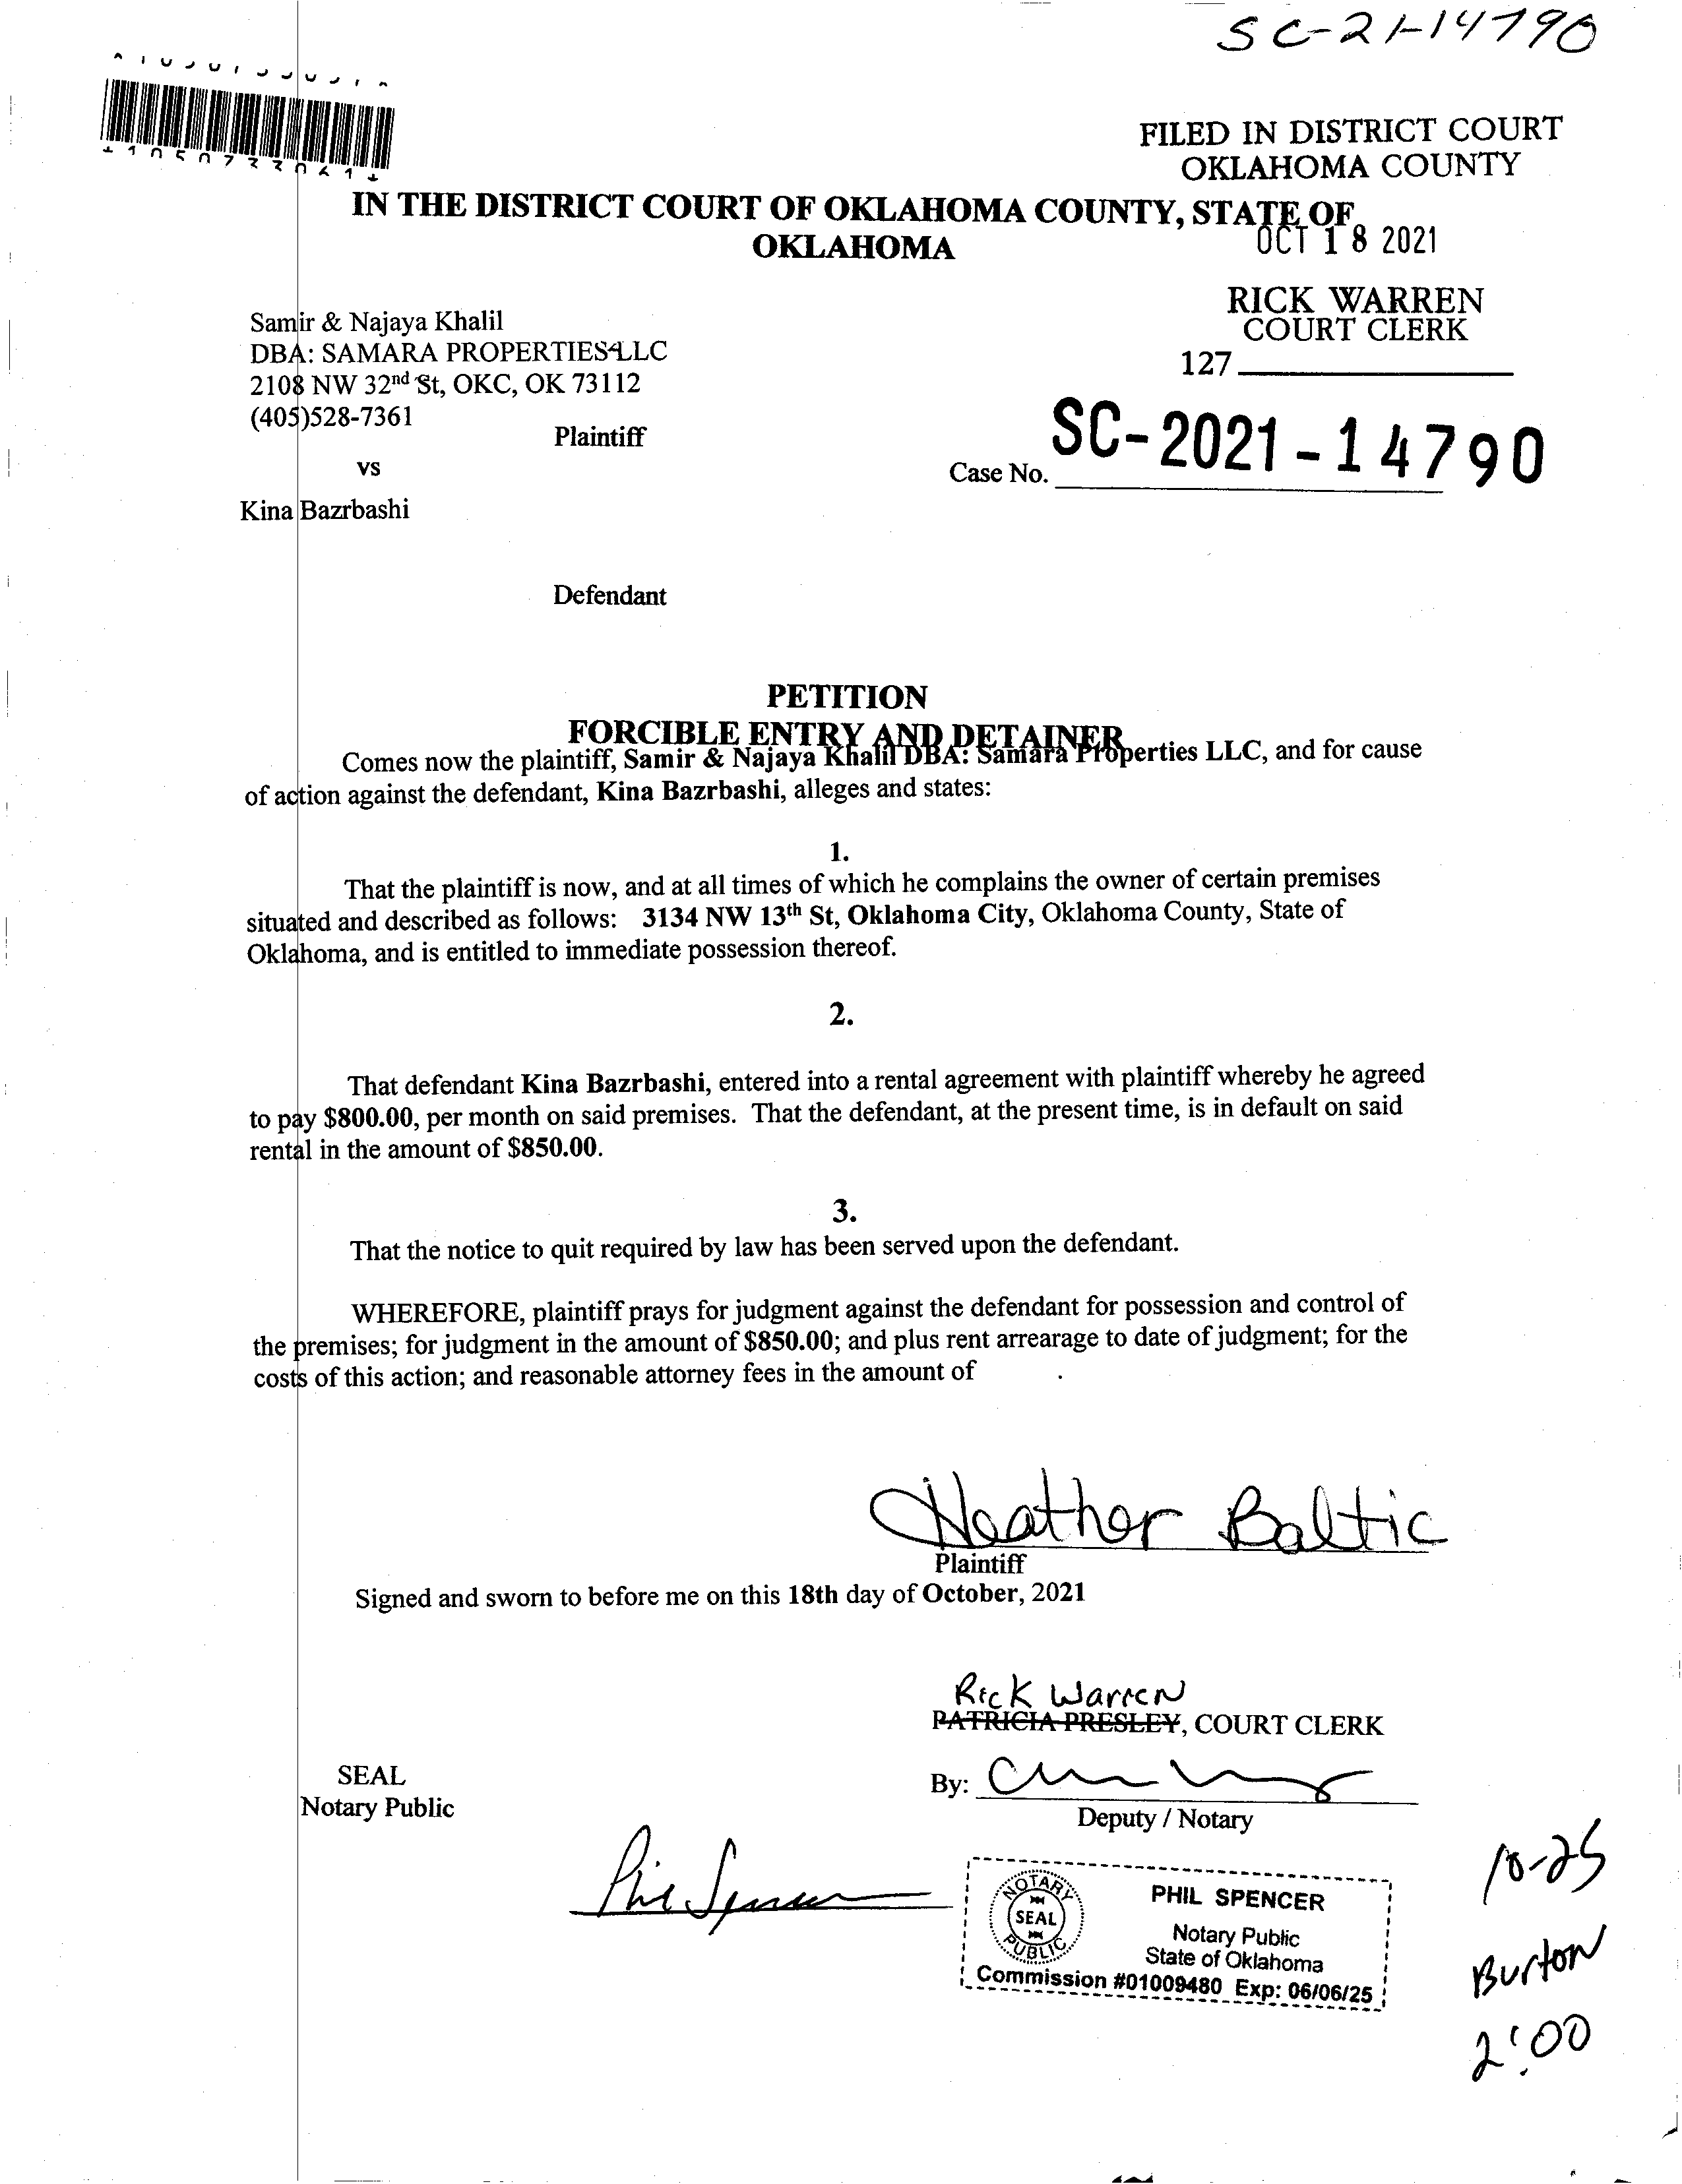 SC-21-14790
FILED IN DISTRICT COURT
OKLAHOMA COUNTY
IN THE DISTRICT COURT OF OKLAHOMA COUNTY, STATE OF
OKLAHOMA
OCT 18 2021
RICK WARREN
COURT CLERK
127
Samir & Najaya Khalil
DBA: SAMARA PROPERTIES LLC
2108 NW 32nd St, OKC, OK 73112
(405)528-7361
Plaintiff
vs
Case No. SC-2021-14790
Kina Bazrbashi
Defendant
PETITION
FORCIBLE ENTRY AND DETAINER
Comes now the plaintiff, Samir & Najaya Khalil DBA: Samara Properties LLC, and for cause
of action against the defendant, Kina Bazrbashi, alleges and states:
1.
That the plaintiff is now, and at all times of which he complains the owner of certain premises
situated and described as follows: 3134 NW 13th St, Oklahoma City, Oklahoma County, State of
Oklahoma, and is entitled to immediate possession thereof.
2.
That defendant Kina Bazrbashi, entered into a rental agreement with plaintiff whereby he agreed
to pay $800.00, per month on said premises. That the defendant, at the present time, is in default on said
rental in the amount of $850.00.
3.
That the notice to quit required by law has been served upon the defendant.
WHEREFORE, plaintiff prays for judgment against the defendant for possession and control of
the premises; for judgment in the amount of $850.00; and plus rent arrearage to date of judgment; for the
costs of this action; and reasonable attorney fees in the amount of .
Heather Baltic
Plaintiff
Signed and sworn to before me on this 18th day of October, 2021
Rick Warren
PATRICIA PRESLEY, COURT CLERK
SEAL
By:
Notary Public
Deputy / Notary
Phil Spencer
NOTARY PUBLIC
SEAL
PHIL SPENCER
Notary Public
State of Oklahoma
Commission #01009480 Exp: 06/06/25
10-25
Burton
2:00